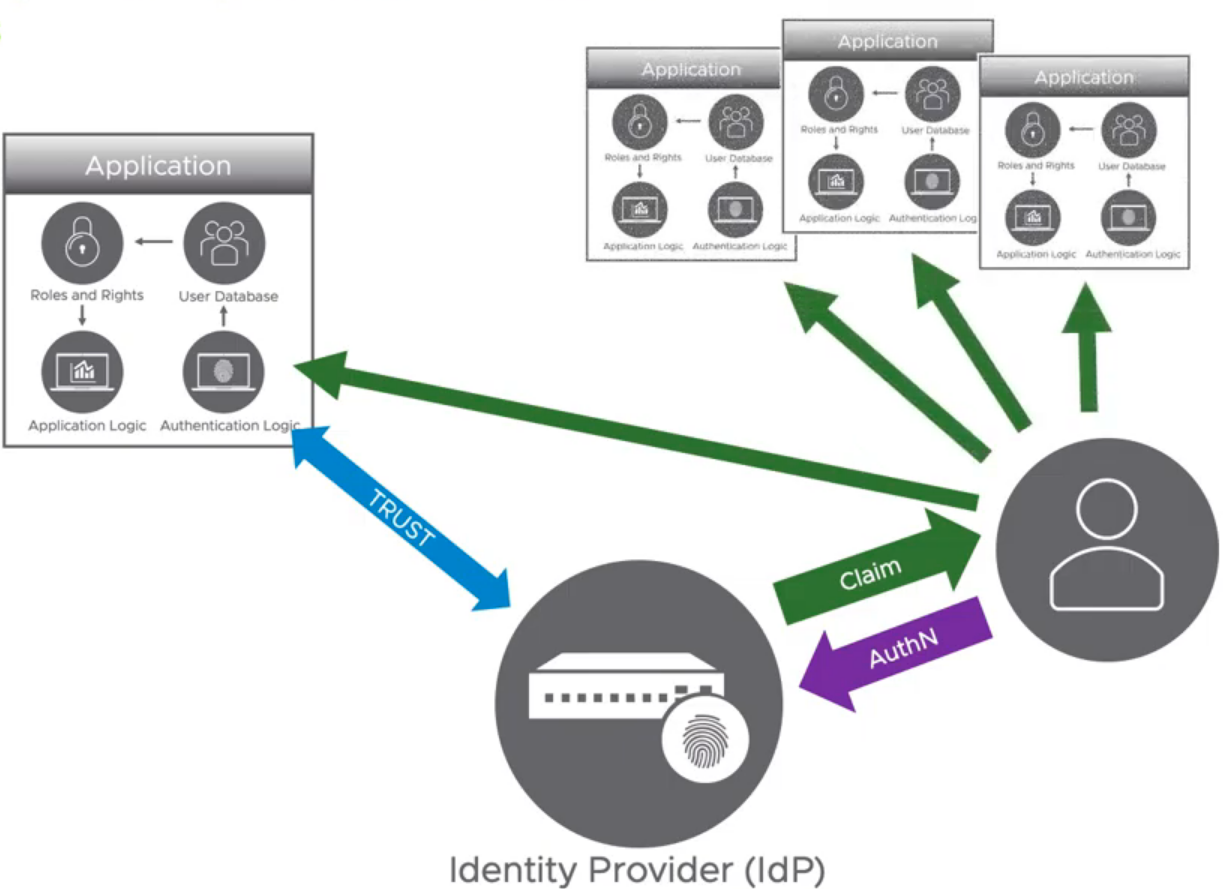 Application
Roles and Rights
User Database
Application Logic
Authentication Logic
Application
Roles and Rights
User Database
Application Logic
Authentication Logic
Application
Roles and Rights
User Database
Application Logic
Authentication Log
Application
Roles and Rights
User Database
Application Logic
Authentication Logic
TRUST
Claim
AuthN
Identity Provider (IdP)